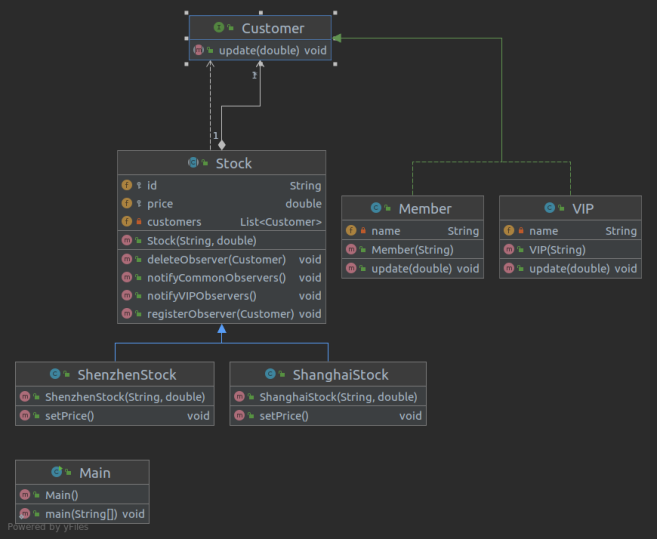 Customer
update(double) void
*
1
Stock
id String
price double
customers List<Customer>
Stock(String, double)
deleteObserver(Customer) void
notifyCommonObservers() void
notifyVIPObservers() void
registerObserver(Customer) void
Member
name String
Member(String)
update(double) void
VIP
name String
VIP(String)
update(double) void
ShenzhenStock
ShenzhenStock(String, double)
setPrice() void
ShanghaiStock
ShanghaiStock(String, double)
setPrice() void
Main
Main()
main(String[]) void
Powered by yFiles